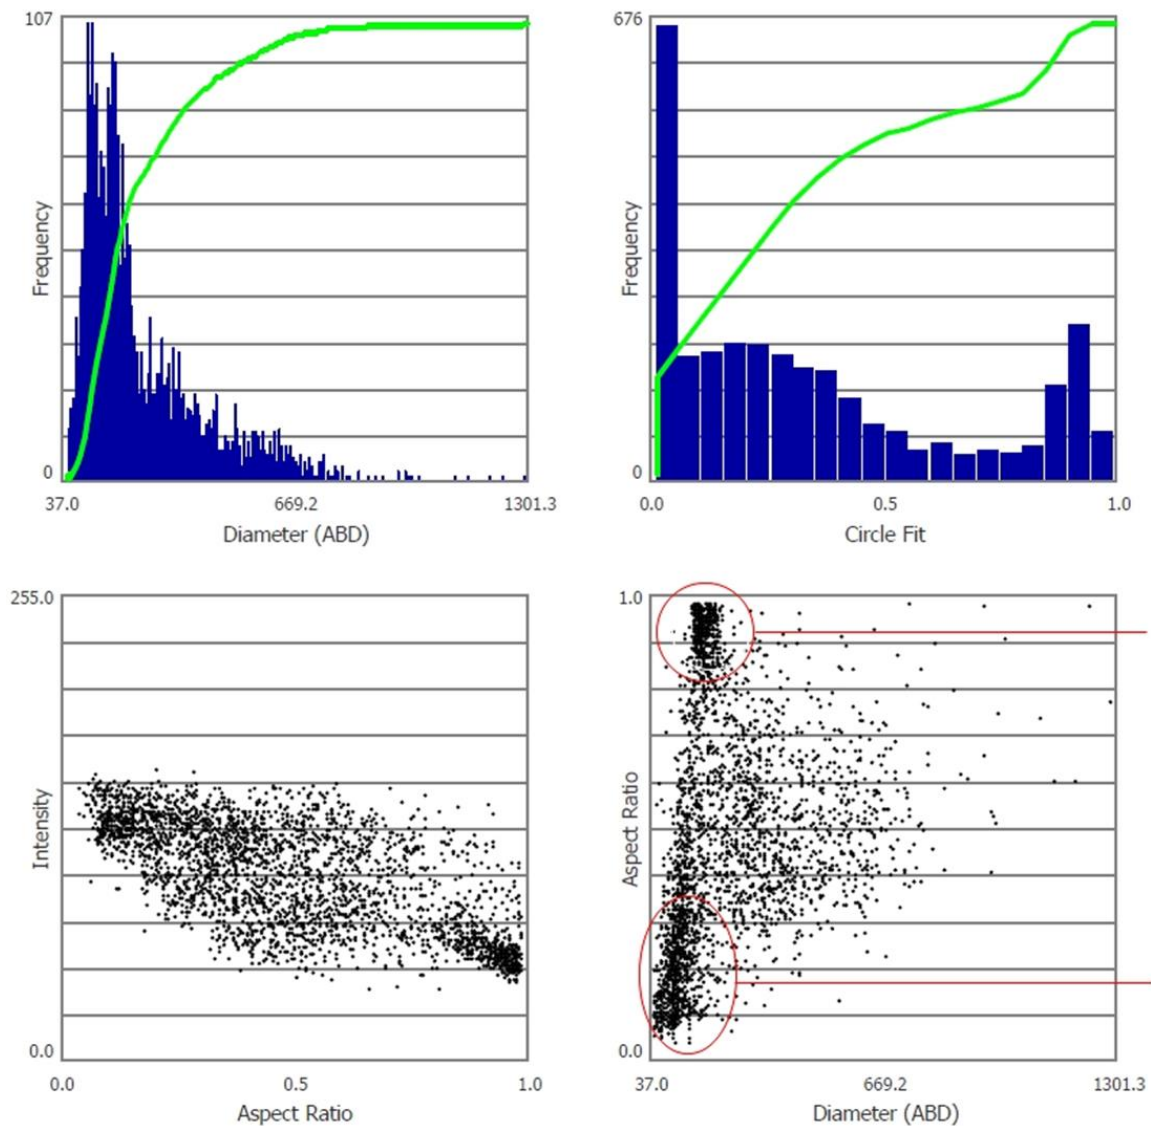 107
Frequency
0
37.0 669.2 1301.3
Diameter (ABD)
676
Frequency
0
0.0 0.5 1.0
Circle Fit
255.0
Intensity
0.0
0.0 0.5 1.0
Aspect Ratio
1.0
Aspect Ratio
0.0
37.0 669.2 1301.3
Diameter (ABD)